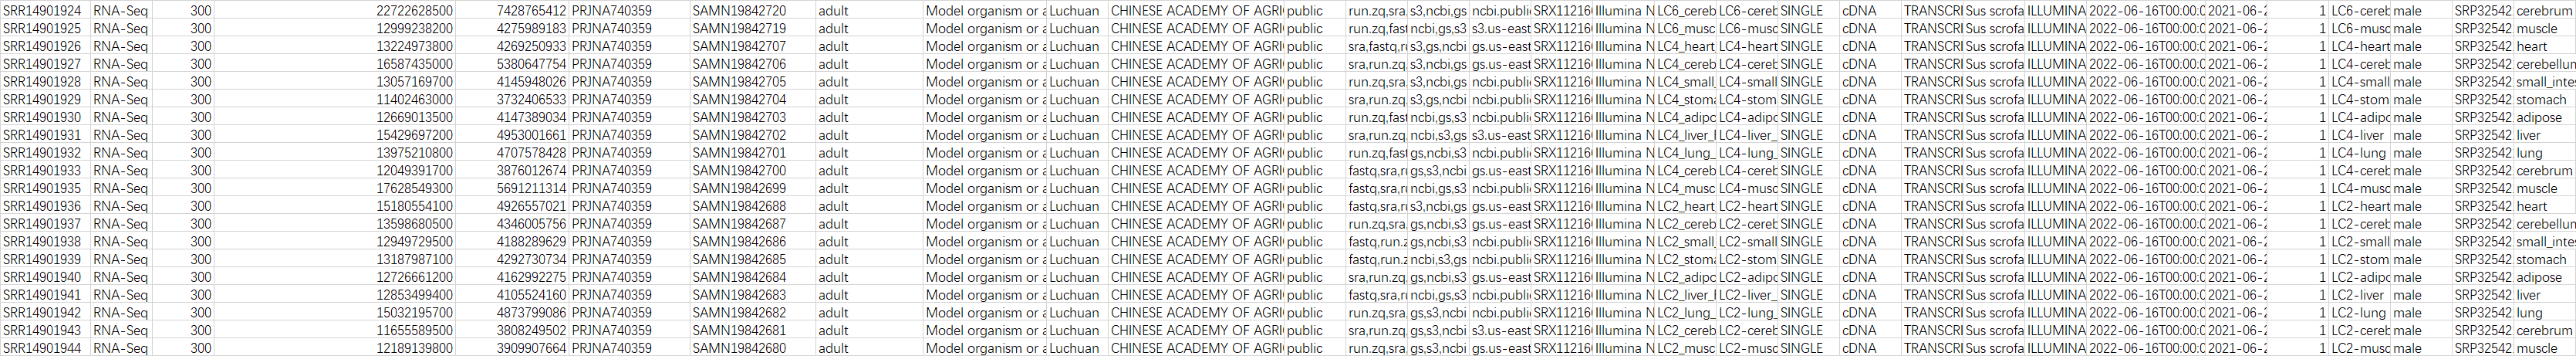 SRR14901924 RNA-Seq 300 22722628500 7428765412 PRJNA740359 SAMN19842720 adult Model organism or a Luchuan CHINESE ACADEMY OF AGRI public run.zq,sra s3,ncbi,gs ncbi.publi SRX11216 Illumina N LC6_cereb LC6-cereb SINGLE cDNA TRANSCRI Sus scrofa ILLUMINA 2022-06-16T00:00:0 2021-06-2 1 LC6-cereb male SRP32542 cerebrum
SRR14901925 RNA-Seq 300 12999238200 4275989183 PRJNA740359 SAMN19842719 adult Model organism or a Luchuan CHINESE ACADEMY OF AGRI public run.zq,fast ncbi,gs,s3 s3.us-east SRX11216 Illumina N LC6_musc LC6-musc SINGLE cDNA TRANSCRI Sus scrofa ILLUMINA 2022-06-16T00:00:0 2021-06-2 1 LC6-musc male SRP32542 muscle
SRR14901926 RNA-Seq 300 13224973800 4269250933 PRJNA740359 SAMN19842707 adult Model organism or a Luchuan CHINESE ACADEMY OF AGRI public sra,fastq,ru s3,gs,ncbi gs.us-east SRX11216 Illumina N LC4_heart LC4-heart SINGLE cDNA TRANSCRI Sus scrofa ILLUMINA 2022-06-16T00:00:0 2021-06-2 1 LC4-heart male SRP32542 heart
SRR14901927 RNA-Seq 300 16587435000 5380647754 PRJNA740359 SAMN19842706 adult Model organism or a Luchuan CHINESE ACADEMY OF AGRI public sra,run.zq, s3,ncbi,gs gs.us-east SRX11216 Illumina N LC4_cereb LC4-cereb SINGLE cDNA TRANSCRI Sus scrofa ILLUMINA 2022-06-16T00:00:0 2021-06-2 1 LC4-cereb male SRP32542 cerebellum
SRR14901928 RNA-Seq 300 13057169700 4145948026 PRJNA740359 SAMN19842705 adult Model organism or a Luchuan CHINESE ACADEMY OF AGRI public run.zq,sra gs,ncbi,s3 ncbi.publi SRX11216 Illumina N LC4_small_ LC4-small SINGLE cDNA TRANSCRI Sus scrofa ILLUMINA 2022-06-16T00:00:0 2021-06-2 1 LC4-small male SRP32542 small_inte
SRR14901929 RNA-Seq 300 11402463000 3732406533 PRJNA740359 SAMN19842704 adult Model organism or a Luchuan CHINESE ACADEMY OF AGRI public sra,run.zq, s3,gs,ncbi gs.us-east SRX11216 Illumina N LC4_stoma LC4-stom SINGLE cDNA TRANSCRI Sus scrofa ILLUMINA 2022-06-16T00:00:0 2021-06-2 1 LC4-stom male SRP32542 stomach
SRR14901930 RNA-Seq 300 12669013500 4147389034 PRJNA740359 SAMN19842703 adult Model organism or a Luchuan CHINESE ACADEMY OF AGRI public run.zq,fast ncbi,gs,s3 ncbi.publi SRX11216 Illumina N LC4_adipo LC4-adipo SINGLE cDNA TRANSCRI Sus scrofa ILLUMINA 2022-06-16T00:00:0 2021-06-2 1 LC4-adipo male SRP32542 adipose
SRR14901931 RNA-Seq 300 15429697200 4953001661 PRJNA740359 SAMN19842702 adult Model organism or a Luchuan CHINESE ACADEMY OF AGRI public sra,run.zq, ncbi,s3,gs s3.us-east SRX11216 Illumina N LC4_liver_l LC4-liver_ SINGLE cDNA TRANSCRI Sus scrofa ILLUMINA 2022-06-16T00:00:0 2021-06-2 1 LC4-liver male SRP32542 liver
SRR14901932 RNA-Seq 300 13975210800 4707578428 PRJNA740359 SAMN19842701 adult Model organism or a Luchuan CHINESE ACADEMY OF AGRI public run.zq,fast gs,ncbi,s3 ncbi.publi SRX11216 Illumina N LC4_lung_ LC4-lung_ SINGLE cDNA TRANSCRI Sus scrofa ILLUMINA 2022-06-16T00:00:0 2021-06-2 1 LC4-lung male SRP32542 lung
SRR14901933 RNA-Seq 300 12049391700 3876012674 PRJNA740359 SAMN19842700 adult Model organism or a Luchuan CHINESE ACADEMY OF AGRI public fastq,sra,ru gs,s3,ncbi gs.us-east SRX11216 Illumina N LC4_cereb LC4-cereb SINGLE cDNA TRANSCRI Sus scrofa ILLUMINA 2022-06-16T00:00:0 2021-06-2 1 LC4-cereb male SRP32542 cerebrum
SRR14901935 RNA-Seq 300 17628549300 5691211314 PRJNA740359 SAMN19842699 adult Model organism or a Luchuan CHINESE ACADEMY OF AGRI public fastq,sra,ru ncbi,gs,s3 ncbi.publi SRX11216 Illumina N LC4_musc LC4-musc SINGLE cDNA TRANSCRI Sus scrofa ILLUMINA 2022-06-16T00:00:0 2021-06-2 1 LC4-musc male SRP32542 muscle
SRR14901936 RNA-Seq 300 15180554100 4926557021 PRJNA740359 SAMN19842688 adult Model organism or a Luchuan CHINESE ACADEMY OF AGRI public fastq,sra,ru gs,s3,ncbi ncbi.publi SRX11216 Illumina N LC2_heart LC2-heart SINGLE cDNA TRANSCRI Sus scrofa ILLUMINA 2022-06-16T00:00:0 2021-06-2 1 LC2-heart male SRP32542 heart
SRR14901937 RNA-Seq 300 13598680500 4346005756 PRJNA740359 SAMN19842687 adult Model organism or a Luchuan CHINESE ACADEMY OF AGRI public run.zq,sra s3,ncbi,gs gs.us-east SRX11216 Illumina N LC2_cereb LC2-cereb SINGLE cDNA TRANSCRI Sus scrofa ILLUMINA 2022-06-16T00:00:0 2021-06-2 1 LC2-cereb male SRP32542 cerebellum
SRR14901938 RNA-Seq 300 12949729500 4188289629 PRJNA740359 SAMN19842686 adult Model organism or a Luchuan CHINESE ACADEMY OF AGRI public fastq,run.z gs,ncbi,s3 ncbi.publi SRX11216 Illumina N LC2_small_ LC2-small SINGLE cDNA TRANSCRI Sus scrofa ILLUMINA 2022-06-16T00:00:0 2021-06-2 1 LC2-small male SRP32542 small_inte
SRR14901939 RNA-Seq 300 13187987100 4292730734 PRJNA740359 SAMN19842685 adult Model organism or a Luchuan CHINESE ACADEMY OF AGRI public fastq,run.z gs,s3,ncbi ncbi.publi SRX11216 Illumina N LC2_stoma LC2-stom SINGLE cDNA TRANSCRI Sus scrofa ILLUMINA 2022-06-16T00:00:0 2021-06-2 1 LC2-stom male SRP32542 stomach
SRR14901940 RNA-Seq 300 12726661200 4162992275 PRJNA740359 SAMN19842684 adult Model organism or a Luchuan CHINESE ACADEMY OF AGRI public sra,run.zq, gs,ncbi,s3 gs.us-east SRX11216 Illumina N LC2_adipo LC2-adipo SINGLE cDNA TRANSCRI Sus scrofa ILLUMINA 2022-06-16T00:00:0 2021-06-2 1 LC2-adipo male SRP32542 adipose
SRR14901941 RNA-Seq 300 12853499400 4105524160 PRJNA740359 SAMN19842683 adult Model organism or a Luchuan CHINESE ACADEMY OF AGRI public fastq,sra,ru ncbi,gs,s3 ncbi.publi SRX11216 Illumina N LC2_liver_l LC2-liver_ SINGLE cDNA TRANSCRI Sus scrofa ILLUMINA 2022-06-16T00:00:0 2021-06-2 1 LC2-liver male SRP32542 liver
SRR14901942 RNA-Seq 300 15032195700 4873799086 PRJNA740359 SAMN19842682 adult Model organism or a Luchuan CHINESE ACADEMY OF AGRI public run.zq,sra gs,ncbi,s3 gs.us-east SRX11216 Illumina N LC2_lung_ LC2-lung_ SINGLE cDNA TRANSCRI Sus scrofa ILLUMINA 2022-06-16T00:00:0 2021-06-2 1 LC2-lung male SRP32542 lung
SRR14901943 RNA-Seq 300 11655589500 3808249502 PRJNA740359 SAMN19842681 adult Model organism or a Luchuan CHINESE ACADEMY OF AGRI public sra,run.zq, gs,s3,ncbi s3.us-east SRX11216 Illumina N LC2_cereb LC2-cereb SINGLE cDNA TRANSCRI Sus scrofa ILLUMINA 2022-06-16T00:00:0 2021-06-2 1 LC2-cereb male SRP32542 cerebrum
SRR14901944 RNA-Seq 300 12189139800 3909907664 PRJNA740359 SAMN19842680 adult Model organism or a Luchuan CHINESE ACADEMY OF AGRI public run.zq,sra, gs,s3,ncbi gs.us-east SRX11216 Illumina N LC2_musc LC2-musc SINGLE cDNA TRANSCRI Sus scrofa ILLUMINA 2022-06-16T00:00:0 2021-06-2 1 LC2-musc male SRP32542 muscle